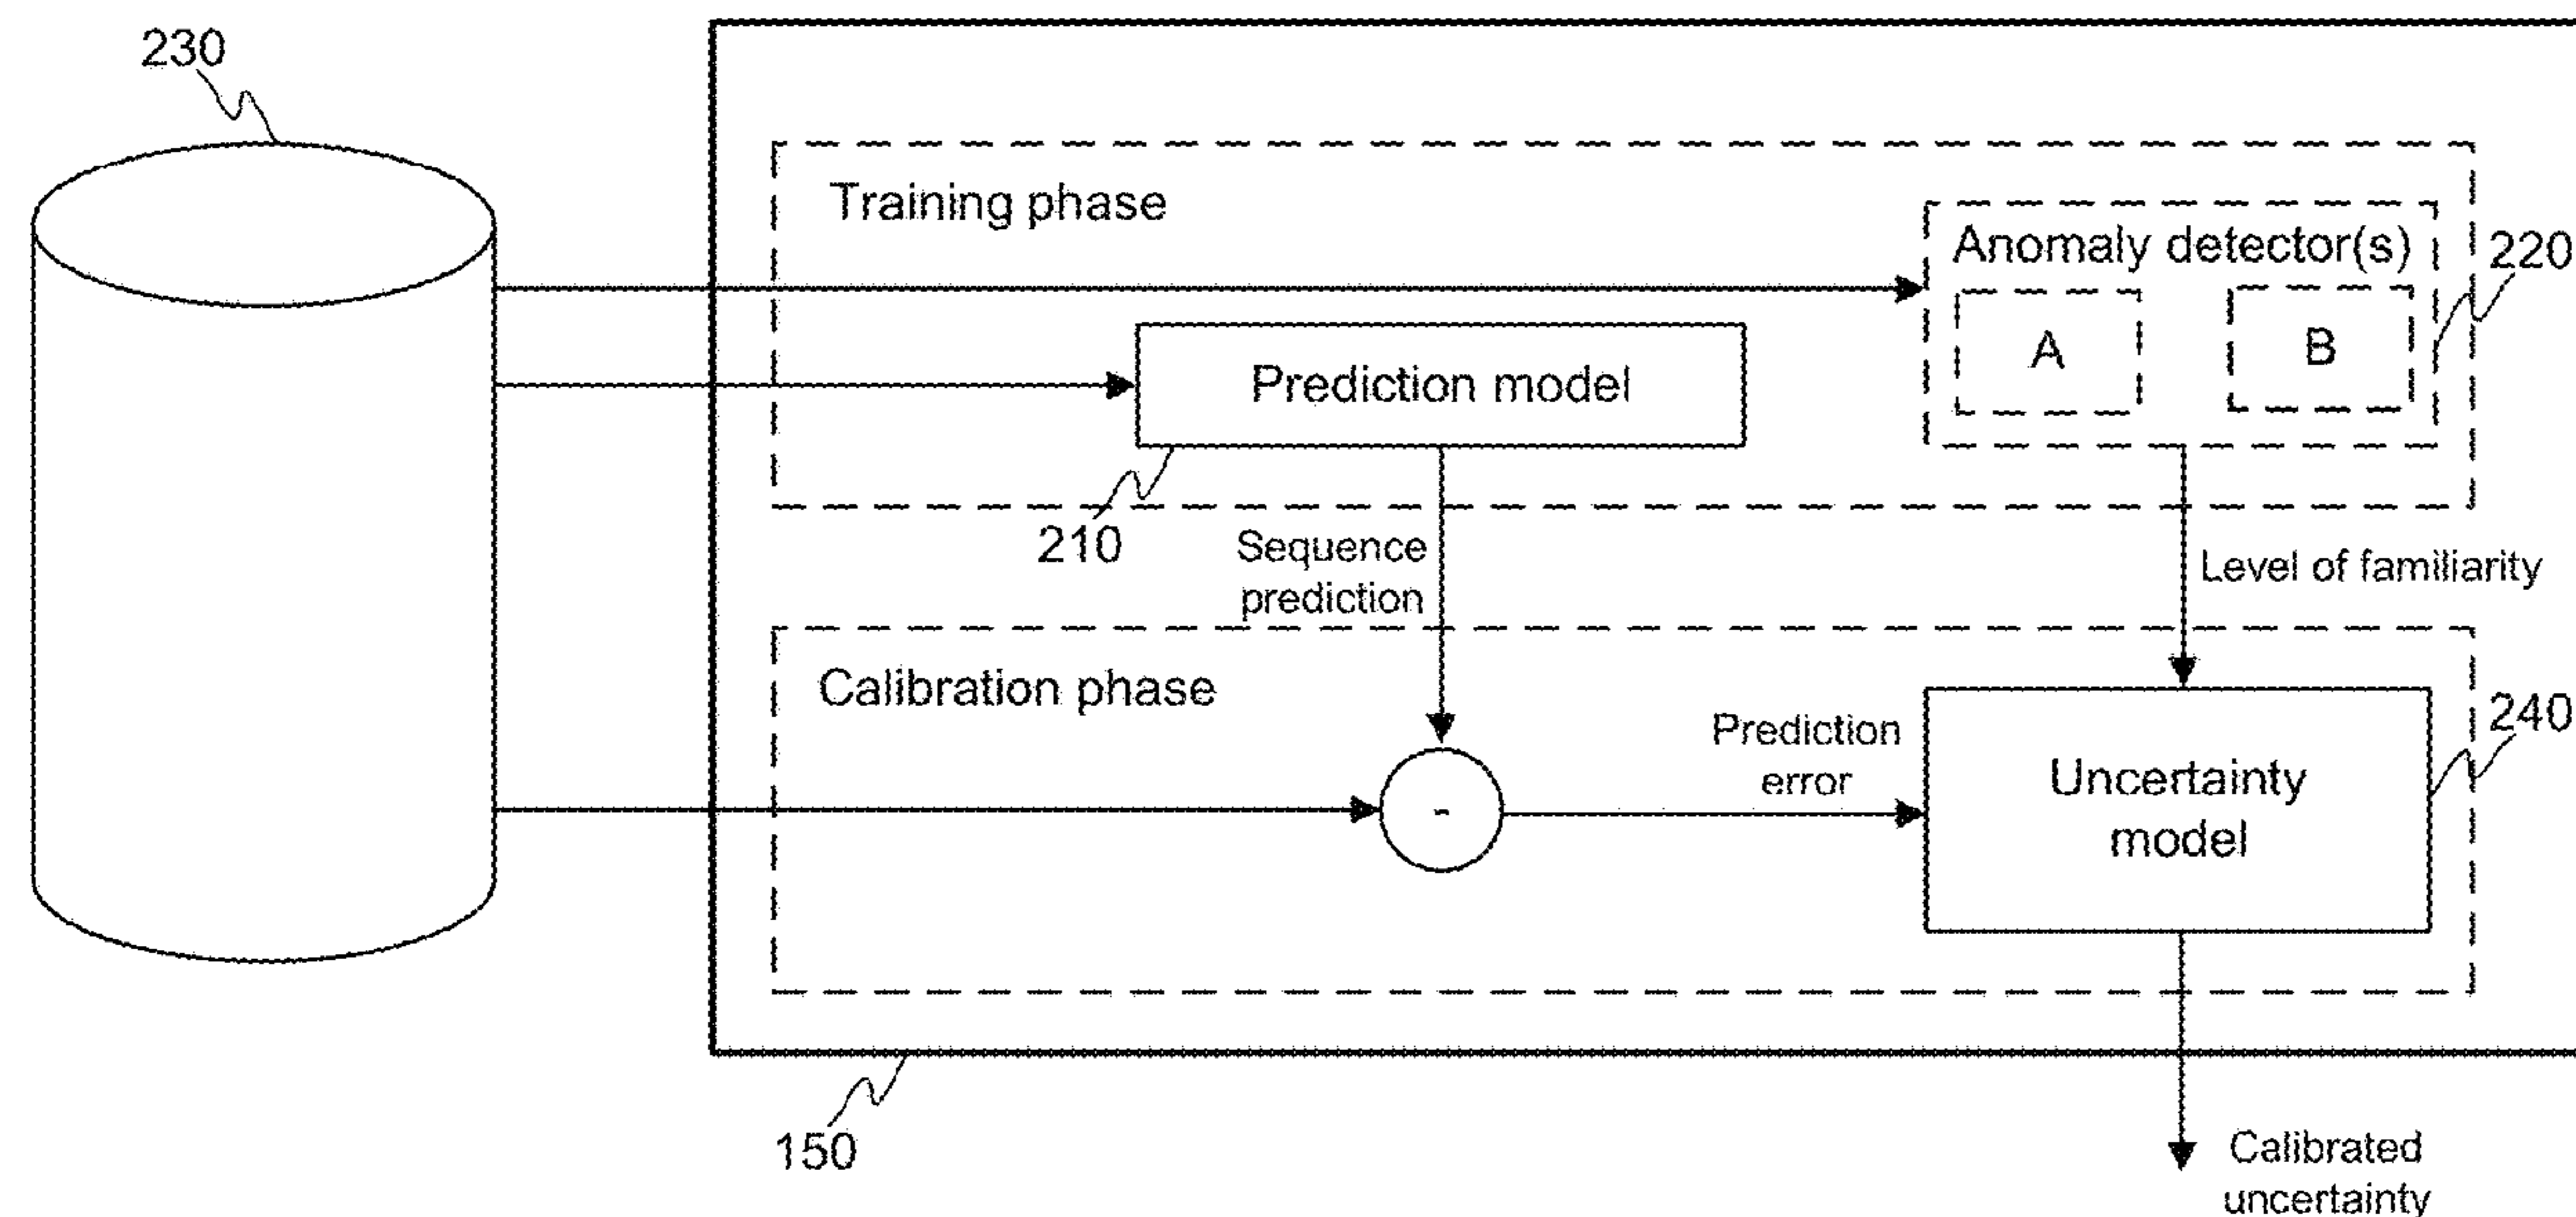 230
Training phase
Anomaly detector(s)
220
A
B
Prediction model
210
Sequence
prediction
Level of familiarity
Calibration phase
240
Prediction
error
Uncertainty
model
-
150
Calibrated
uncertainty